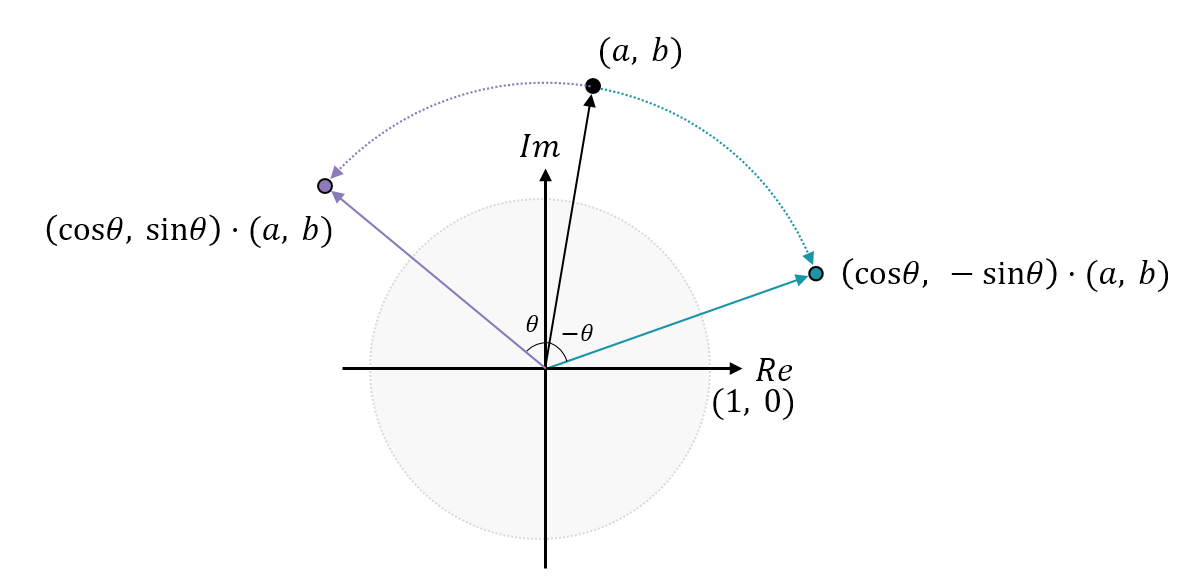 (a, b)
Im
(cosθ, sinθ) · (a, b)
(cosθ, −sinθ) · (a, b)
θ
−θ
Re
(1, 0)